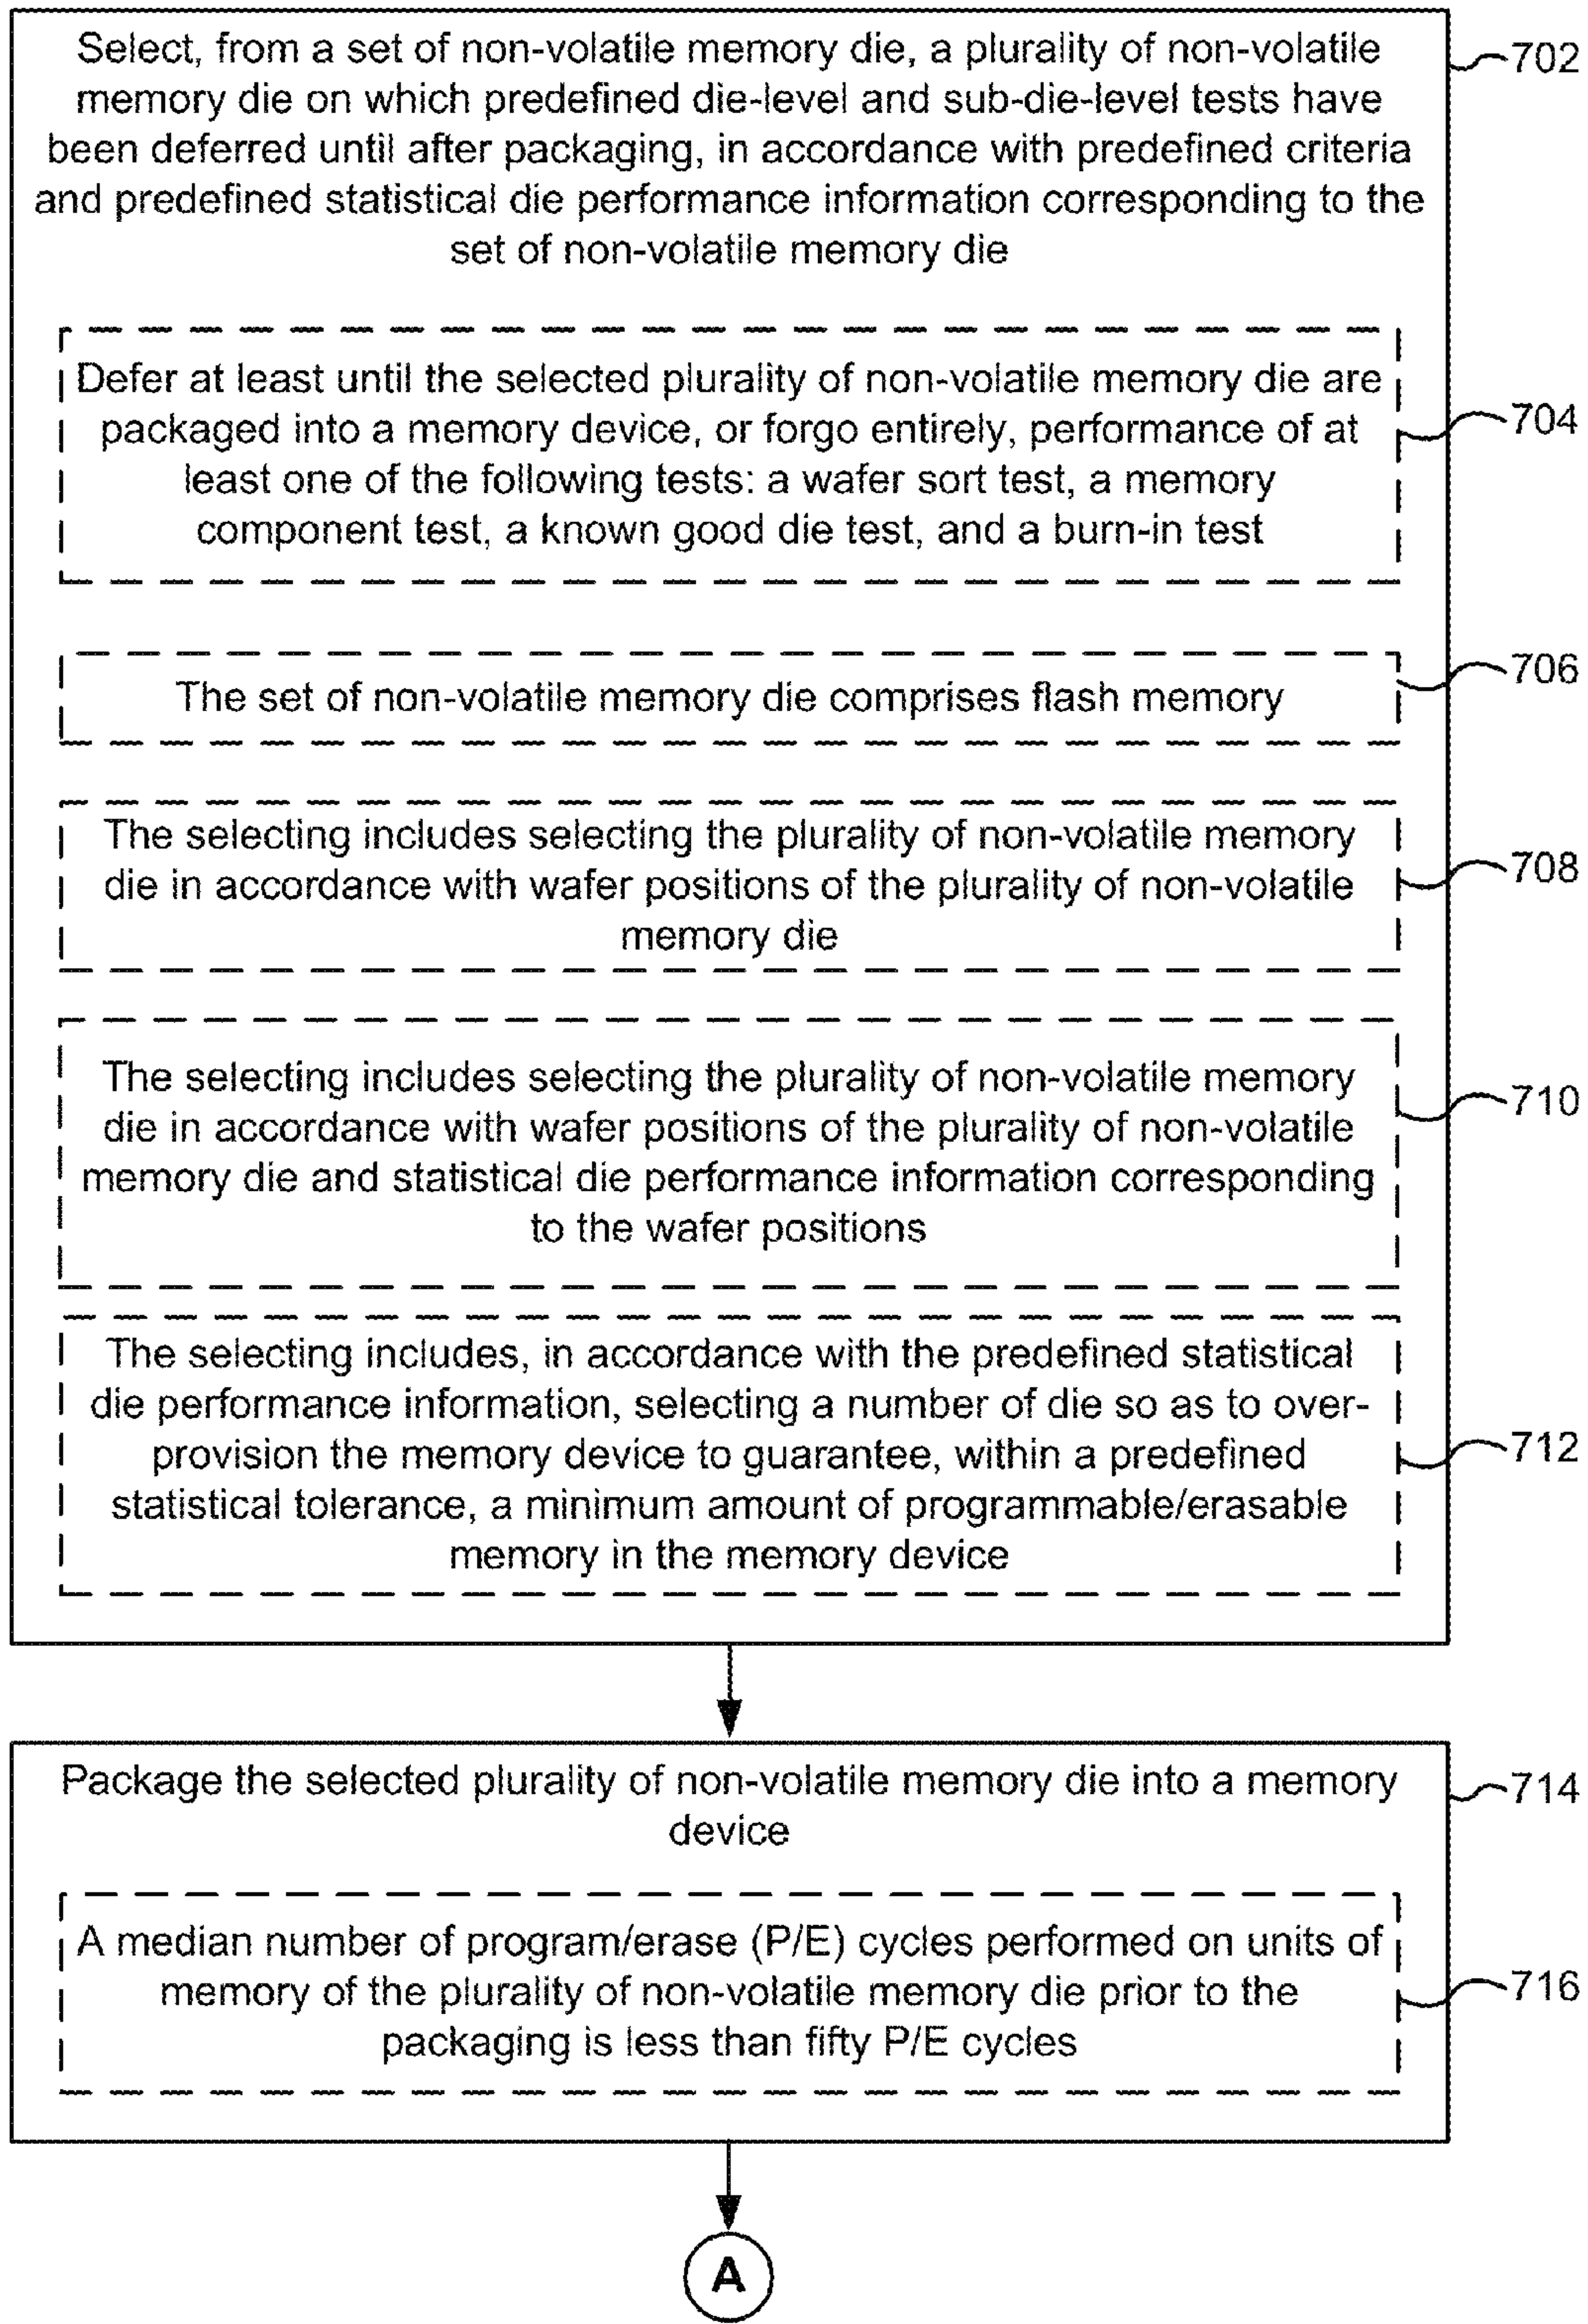 Select, from a set of non-volatile memory die, a plurality of non-volatile
memory die on which predefined die-level and sub-die-level tests have
been deferred until after packaging, in accordance with predefined criteria
and predefined statistical die performance information corresponding to the
set of non-volatile memory die
702
Defer at least until the selected plurality of non-volatile memory die are
packaged into a memory device, or forgo entirely, performance of at
least one of the following tests: a wafer sort test, a memory
component test, a known good die test, and a burn-in test
704
The set of non-volatile memory die comprises flash memory
706
The selecting includes selecting the plurality of non-volatile memory
die in accordance with wafer positions of the plurality of non-volatile
memory die
708
The selecting includes selecting the plurality of non-volatile memory
die in accordance with wafer positions of the plurality of non-volatile
memory die and statistical die performance information corresponding
to the wafer positions
710
The selecting includes, in accordance with the predefined statistical
die performance information, selecting a number of die so as to over-
provision the memory device to guarantee, within a predefined
statistical tolerance, a minimum amount of programmable/erasable
memory in the memory device
712
Package the selected plurality of non-volatile memory die into a memory
device
714
A median number of program/erase (P/E) cycles performed on units of
memory of the plurality of non-volatile memory die prior to the
packaging is less than fifty P/E cycles
716
A